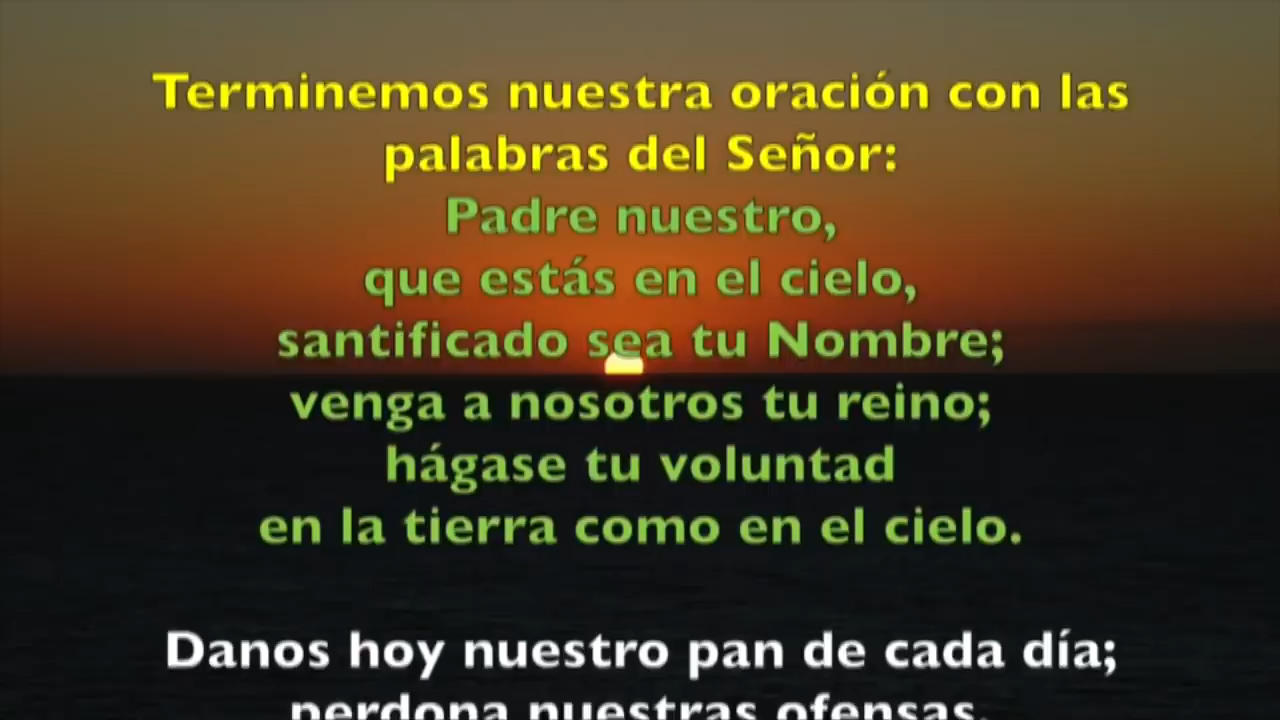 Terminemos nuestra oración con las
palabras del Señor:
Padre nuestro,
que estás en el cielo,
santificado sea tu Nombre;
venga a nosotros tu reino;
hágase tu voluntad
en la tierra como en el cielo.
Danos hoy nuestro pan de cada día;
perdona nuestras ofensas,